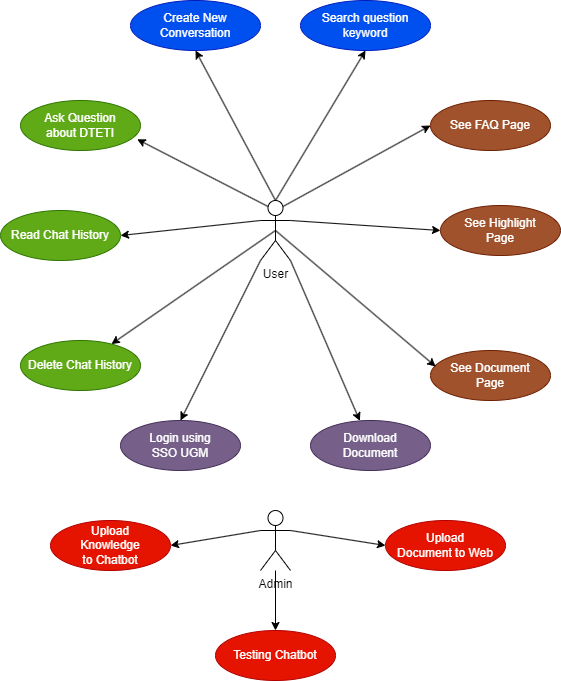 Create New
Conversation
Search question
keyword
Ask Question
about DTETI
See FAQ Page
Read Chat History
See Highlight
Page
User
Delete Chat History
See Document
Page
Login using
SSO UGM
Download
Document
Upload
Knowledge
to Chatbot
Upload
Document to Web
Admin
Testing Chatbot